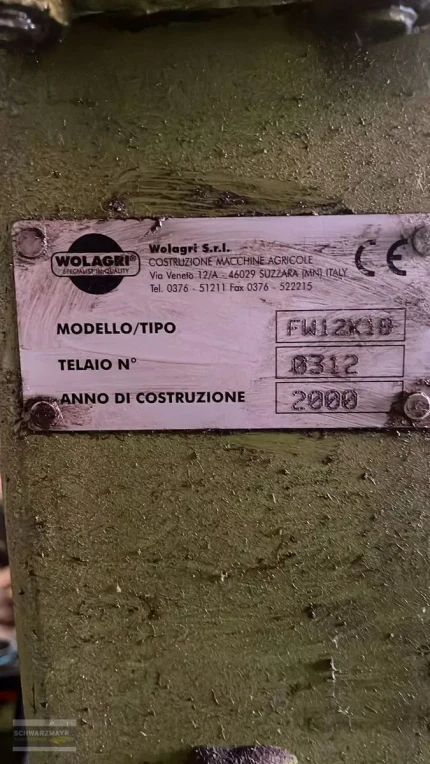 WOLAGRI®
SPECIALIST IN QUALITY
Wolagri S.r.l.
COSTRUZIONE MACCHINE AGRICOLE
Via Veneto 12/A - 46029 SUZZARA (MN) ITALY
Tel. 0376 - 51211 Fax 0376 - 522215
CE
MODELLO/TIPO FW12K18
TELAIO N° 0312
ANNO DI COSTRUZIONE 2000
SCHWARZMAYR